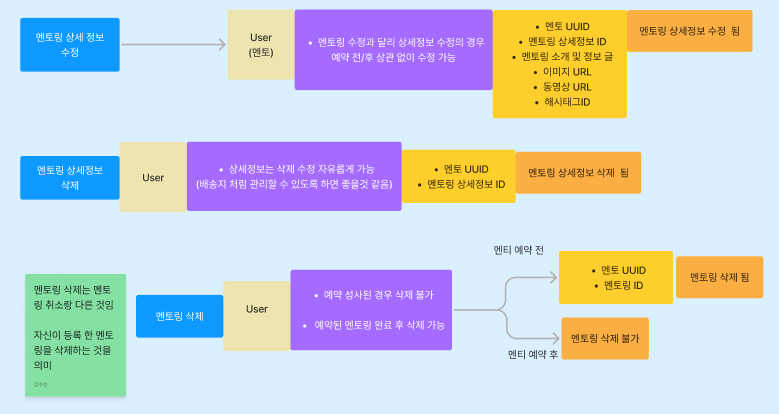 멘토링 상세 정보
수정
User
(멘토)
• 멘토링 수정과 달리 상세정보 수정의 경우
예약 전/후 상관 없이 수정 가능
• 멘토 UUID
• 멘토링 상세정보 ID
• 멘토링 소개 및 정보 글
• 이미지 URL
• 동영상 URL
• 해시태그ID
멘토링 상세정보 수정 됨
멘토링 상세정보
삭제
User
• 상세정보는 삭제 수정 자유롭게 가능
(배송지 처럼 관리할 수 있도록 하면 좋을것 같음)
• 멘토 UUID
• 멘토링 상세정보 ID
멘토링 상세정보 삭제 됨
멘토링 삭제는 멘토
링 취소랑 다른 것임
자신이 등록 한 멘토
링을 삭제하는 것을
의미
멘토링 삭제
User
• 예약 성사된 경우 삭제 불가
• 예약된 멘토링 완료 후 삭제 가능
멘티 예약 전
• 멘토 UUID
• 멘토링 ID
멘토링 삭제 됨
멘티 예약 후
멘토링 삭제 불가